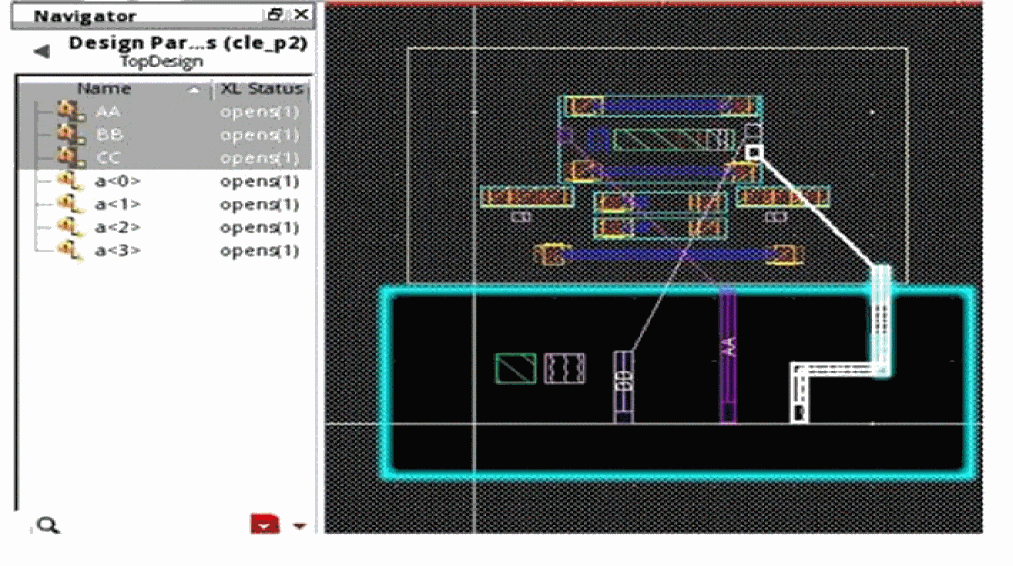 Navigator
Design Par...s (cle_p2)
TopDesign
Name XL Status
AA opens(1)
BB opens(1)
CC opens(1)
a<0> opens(1)
a<1> opens(1)
a<2> opens(1)
a<3> opens(1)
AA